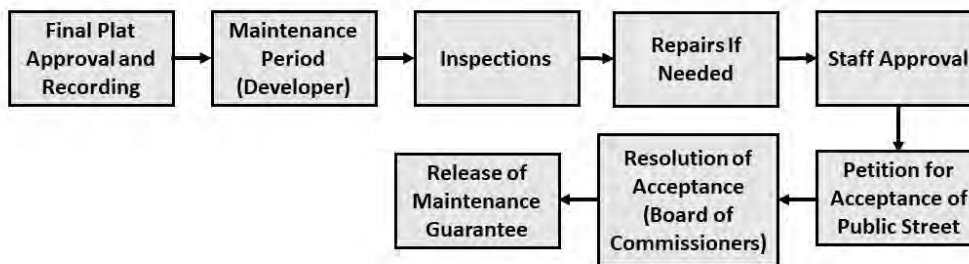 Final Plat
Approval and
Recording
Maintenance
Period
(Developer)
Inspections
Repairs If
Needed
Staff Approval
Petition for
Acceptance of
Public Street
Resolution of
Acceptance
(Board of
Commissioners)
Release of
Maintenance
Guarantee